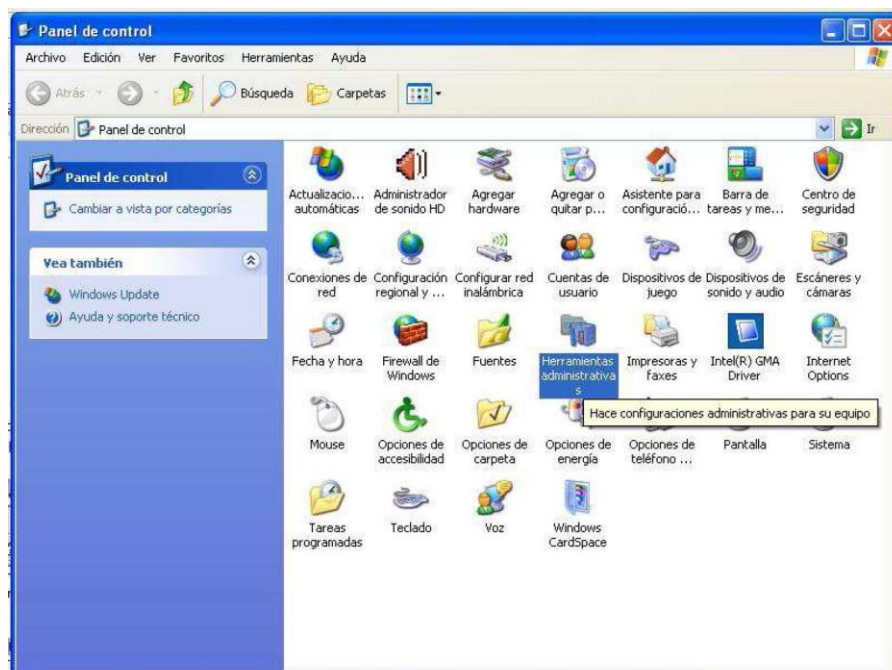 Panel de control
Archivo Edición Ver Favoritos Herramientas Ayuda
Atrás Búsqueda Carpetas
Dirección Panel de control Ir
Panel de control
Cambiar a vista por categorías
Vea también
Windows Update
Ayuda y soporte técnico
Actualizacio... Administrador Agregar Agregar o Asistente para Barra de Centro de
automáticas de sonido HD hardware quitar p... configuració... tareas y me... seguridad
Conexiones de Configuración Configurar red Cuentas de Dispositivos de Dispositivos de Escáneres y
red regional y ... inalámbrica usuario juego sonido y audio cámaras
Fecha y hora Firewall de Fuentes Herramientas Impresoras y Intel(R) GMA Internet
Windows administrativa faxes Driver Options
s
Hace configuraciones administrativas para su equipo
Mouse Opciones de Opciones de Opciones de Opciones de Pantalla Sistema
accesibilidad carpeta energía teléfono ...
Tareas Teclado Voz Windows
programadas CardSpace